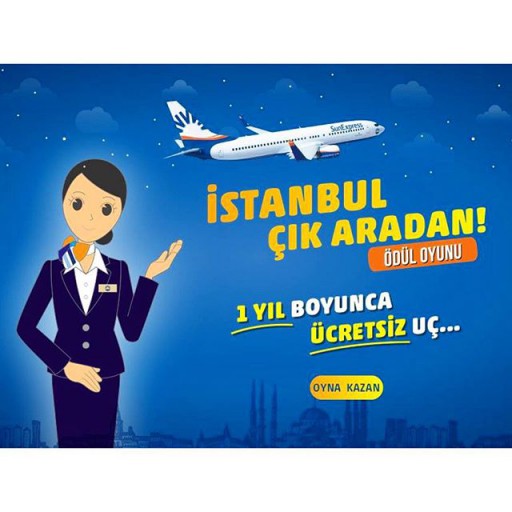 SunExpress
İSTANBUL
ÇIK ARADAN!
ÖDÜL OYUNU
1 YIL BOYUNCA
ÜCRETSİZ UÇ...
OYNA KAZAN